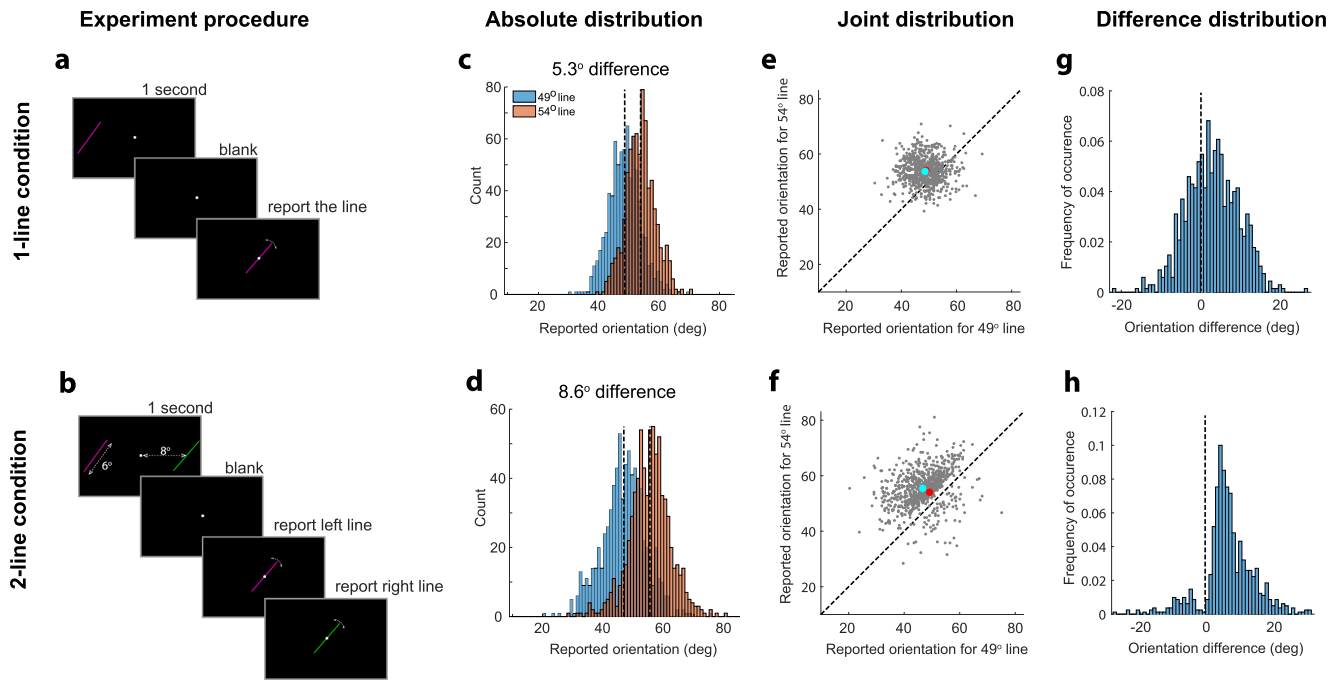 Experiment procedure
Absolute distribution
Joint distribution
Difference distribution
1-line condition
a
1 second
blank
report the line
c
5.3° difference
49° line
54° line
Count
0
20
40
60
80
20 40 60 80
Reported orientation (deg)
e
Reported orientation for 54° line
20
40
60
80
20 40 60 80
Reported orientation for 49° line
g
Frequency of occurrence
0
0.02
0.04
0.06
0.08
-20 0 20
Orientation difference (deg)
2-line condition
b
1 second
6°
8°
blank
report left line
report right line
d
8.6° difference
Count
0
20
40
60
20 40 60 80
Reported orientation (deg)
f
Reported orientation for 54° line
20
40
60
80
20 40 60 80
Reported orientation for 49° line
h
Frequency of occurrence
0
0.02
0.04
0.06
0.08
0.1
0.12
-20 0 20
Orientation difference (deg)